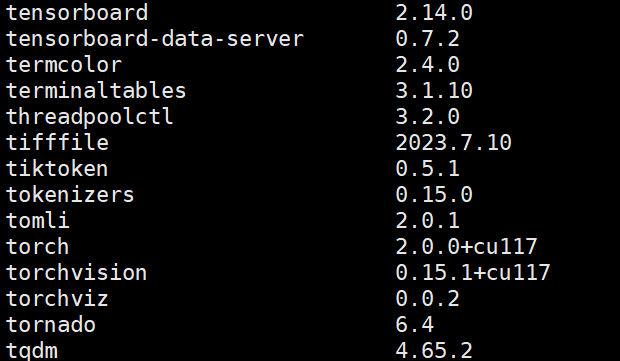 tensorboard 2.14.0
tensorboard-data-server 0.7.2
termcolor 2.4.0
terminaltables 3.1.10
threadpoolctl 3.2.0
tifffile 2023.7.10
tiktoken 0.5.1
tokenizers 0.15.0
tomli 2.0.1
torch 2.0.0+cu117
torchvision 0.15.1+cu117
torchviz 0.0.2
tornado 6.4
tqdm 4.65.2